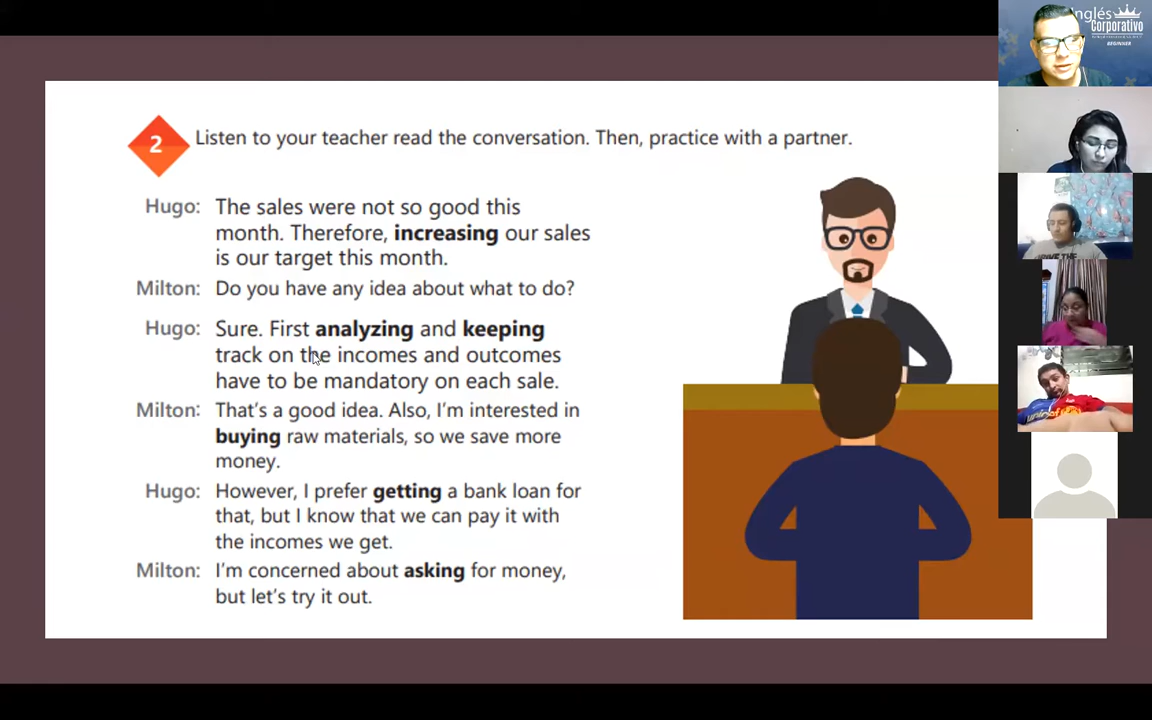 Inglés
Corporativo
BEGINNER
2
Listen to your teacher read the conversation. Then, practice with a partner.
Hugo: The sales were not so good this
month. Therefore, increasing our sales
is our target this month.
Milton: Do you have any idea about what to do?
Hugo: Sure. First analyzing and keeping
track on the incomes and outcomes
have to be mandatory on each sale.
Milton: That's a good idea. Also, I'm interested in
buying raw materials, so we save more
money.
Hugo: However, I prefer getting a bank loan for
that, but I know that we can pay it with
the incomes we get.
Milton: I'm concerned about asking for money,
but let's try it out.